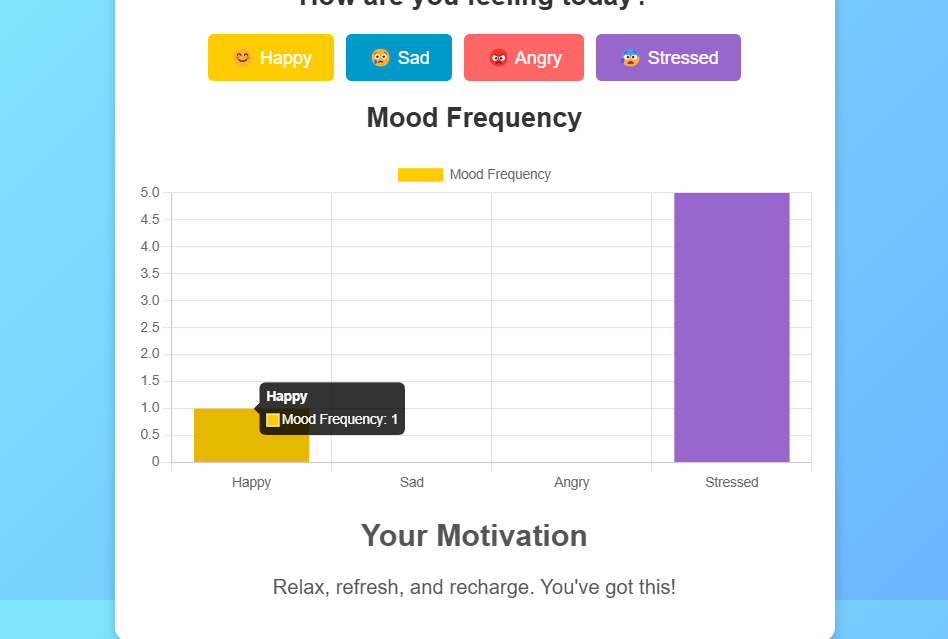 How are you feeling today?
😊 Happy 😢 Sad 😡 Angry 😰 Stressed
Mood Frequency
Mood Frequency
5.0
4.5
4.0
3.5
3.0
2.5
2.0
1.5
1.0
0.5
0
Happy
Mood Frequency: 1
Happy Sad Angry Stressed
Your Motivation
Relax, refresh, and recharge. You've got this!